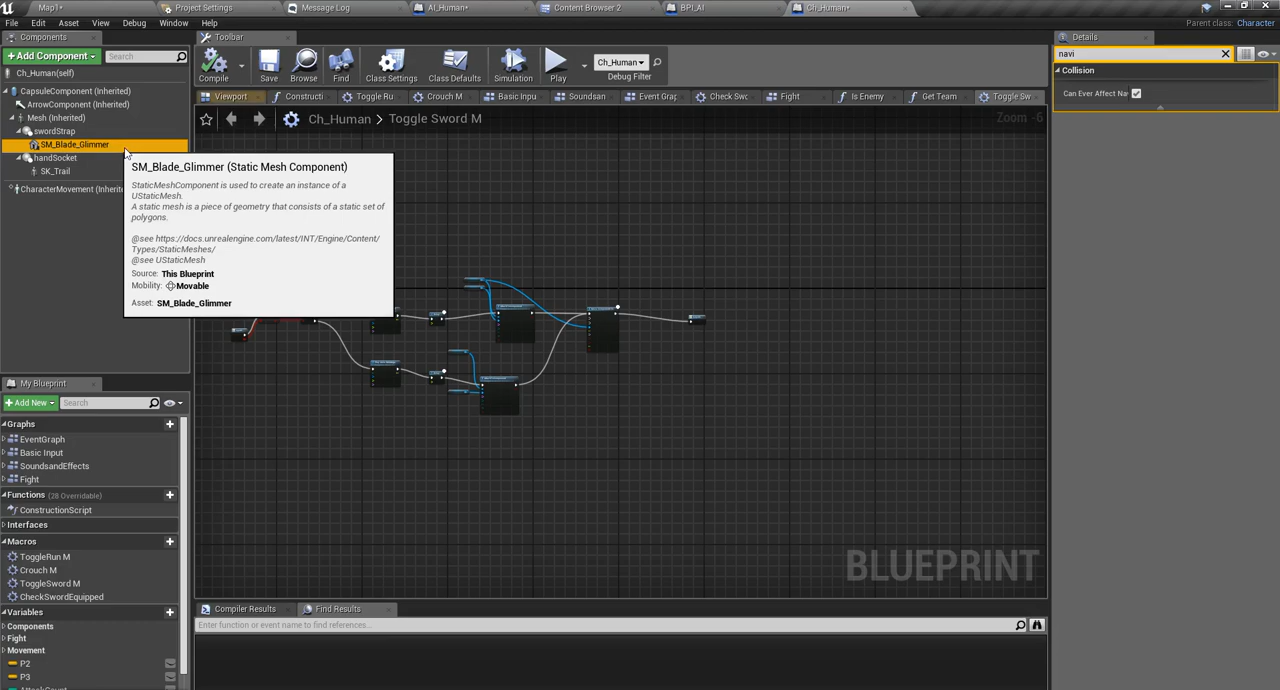 Map1*
Project Settings
Message Log
AI_Human*
Content Browser 2
BPI_AI
Ch_Human*
File Edit Asset View Debug Window Help
Parent class: Character
Components
Toolbar
Details
Add Component
Search
Compile
Save
Browse
Find
Class Settings
Class Defaults
Simulation
Play
Ch_Human
Debug Filter
navi
Collision
Can Ever Affect Na
Ch_Human(self)
CapsuleComponent (Inherited)
ArrowComponent (Inherited)
Mesh (Inherited)
swordStrap
SM_Blade_Glimmer
handSocket
SK_Trail
CharacterMovement (Inherite
Viewport
Constructi
Toggle Ru
Crouch M
Basic Inpu
Soundsan
Event Grap
Check Swo
Fight
Is Enemy
Get Team
Toggle Sw
Ch_Human
Toggle Sword M
Zoom -6
SM_Blade_Glimmer (Static Mesh Component)
StaticMeshComponent is used to create an instance of a
UStaticMesh.
A static mesh is a piece of geometry that consists of a static set of
polygons.
@see https://docs.unrealengine.com/latest/INT/Engine/Content/
Types/StaticMeshes/
@see UStaticMesh
Source: This Blueprint
Mobility: Movable
Asset: SM_Blade_Glimmer
BLUEPRINT
My Blueprint
Add New
Search
Graphs
EventGraph
Basic Input
SoundsandEffects
Fight
Functions (28 Overridable)
ConstructionScript
Interfaces
Macros
ToggleRun M
Crouch M
ToggleSword M
CheckSwordEquipped
Variables
Components
Fight
Movement
P2
P3
Compiler Results
Find Results
Enter function or event name to find references...